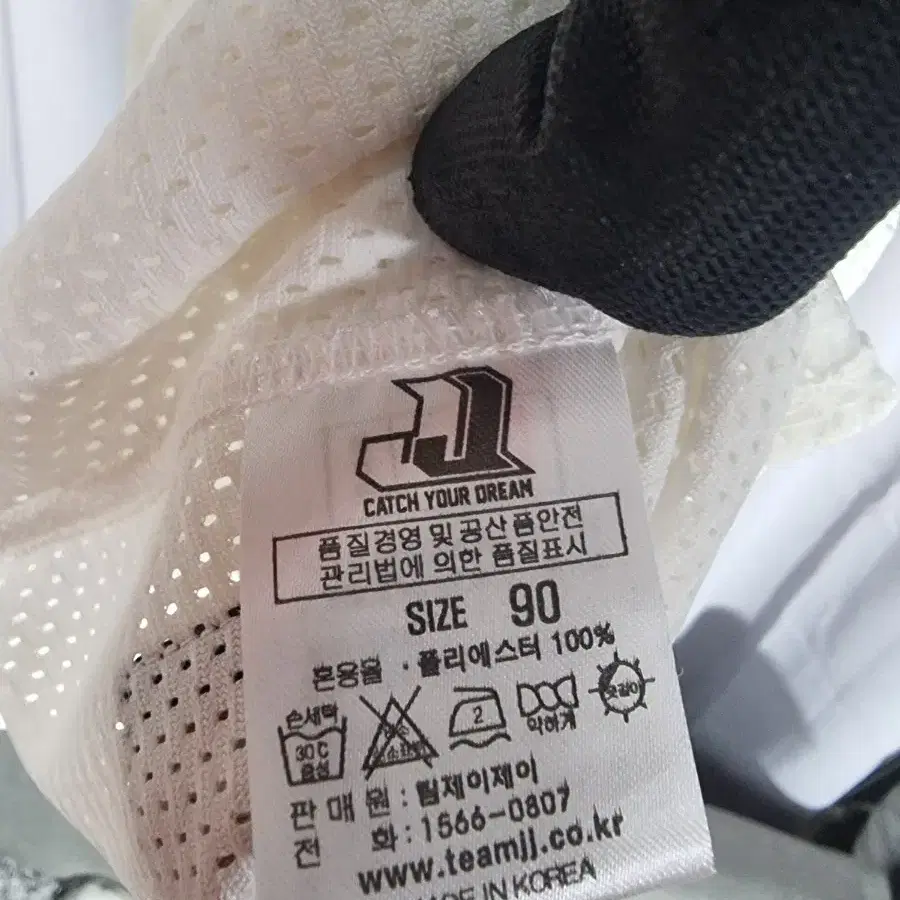 CATCH YOUR DREAM
품질경영 및 공산품안전
관리법에 의한 품질표시
SIZE 90
혼용율 · 폴리에스터 100%
손세탁
30℃
중성
2
약하게
옷걸이
판 매 원 : 팀제이제이
전 화 : 1566-0807
www.teamjj.co.kr
MADE IN KOREA